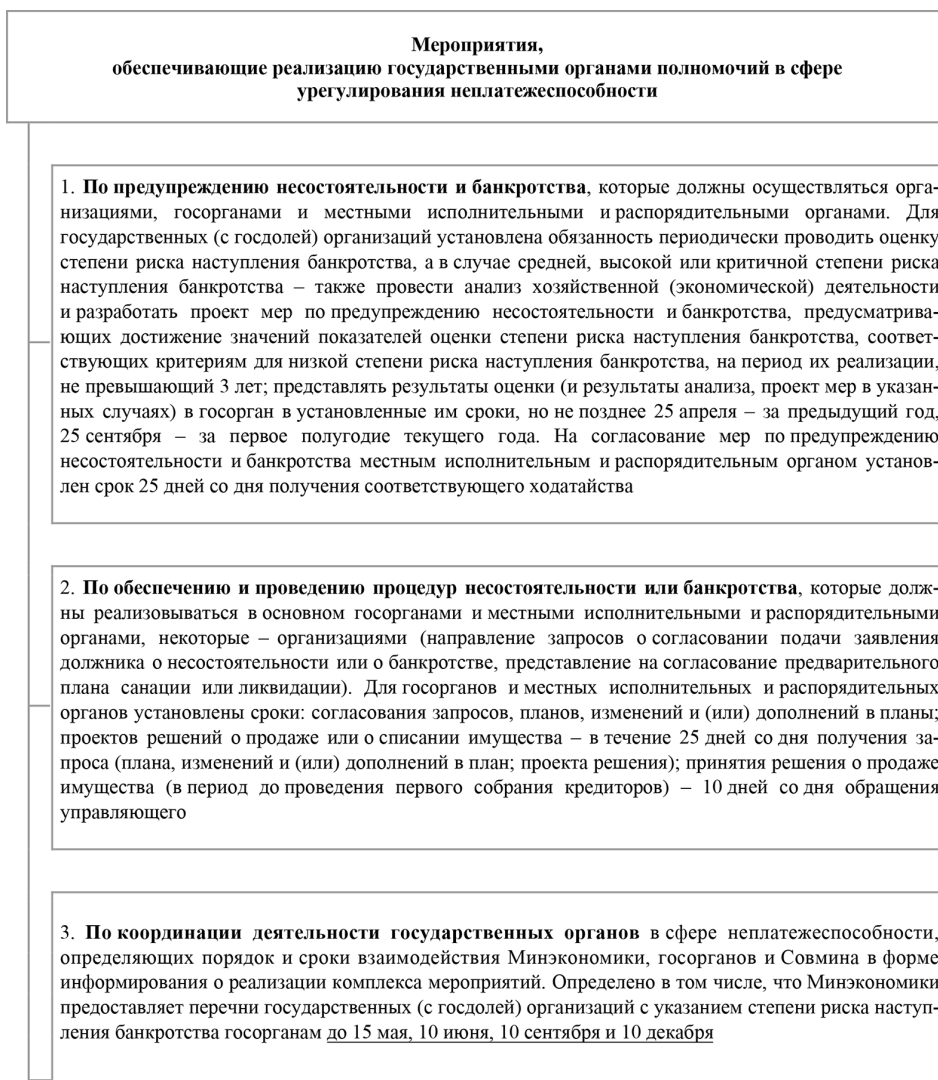 Мероприятия,
обеспечивающие реализацию государственными органами полномочий в сфере
урегулирования неплатежеспособности
1. По предупреждению несостоятельности и банкротства, которые должны осуществляться орга-
низациями, госорганами и местными исполнительными и распорядительными органами. Для
государственных (с госдолей) организаций установлена обязанность периодически проводить оценку
степени риска наступления банкротства, а в случае средней, высокой или критичной степени риска
наступления банкротства – также провести анализ хозяйственной (экономической) деятельности
и разработать проект мер по предупреждению несостоятельности и банкротства, предусматрива-
ющих достижение значений показателей оценки степени риска наступления банкротства, соответ-
ствующих критериям для низкой степени риска наступления банкротства, на период их реализации,
не превышающий 3 лет; представлять результаты оценки (и результаты анализа, проект мер в указан-
ных случаях) в госорган в установленные им сроки, но не позднее 25 апреля – за предыдущий год,
25 сентября – за первое полугодие текущего года. На согласование мер по предупреждению
несостоятельности и банкротства местным исполнительным и распорядительным органом установ-
лен срок 25 дней со дня получения соответствующего ходатайства
2. По обеспечению и проведению процедур несостоятельности или банкротства, которые долж-
ны реализовываться в основном госорганами и местными исполнительными и распорядительными
органами, некоторые – организациями (направление запросов о согласовании подачи заявления
должника о несостоятельности или о банкротстве, представление на согласование предварительного
плана санации или ликвидации). Для госорганов и местных исполнительных и распорядительных
органов установлены сроки: согласования запросов, планов, изменений и (или) дополнений в планы;
проектов решений о продаже или о списании имущества – в течение 25 дней со дня получения за-
проса (плана, изменений и (или) дополнений в план; проекта решения); принятия решения о продаже
имущества (в период до проведения первого собрания кредиторов) – 10 дней со дня обращения
управляющего
3. По координации деятельности государственных органов в сфере неплатежеспособности,
определяющих порядок и сроки взаимодействия Минэкономики, госорганов и Совмина в форме
информирования о реализации комплекса мероприятий. Определено в том числе, что Минэкономики
предоставляет перечни государственных (с госдолей) организаций с указанием степени риска наступ-
ления банкротства госорганам до 15 мая, 10 июня, 10 сентября и 10 декабря